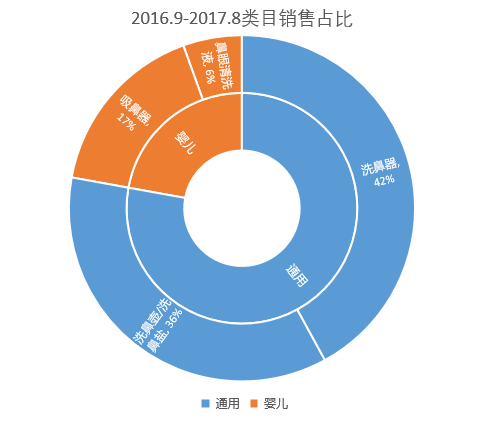 2016.9-2017.8类目销售占比
鼻眼清洗
液, 6%
吸鼻器,
17%
婴儿
洗鼻器,
42%
通用
洗鼻壶/洗
鼻盐, 36%
通用
婴儿